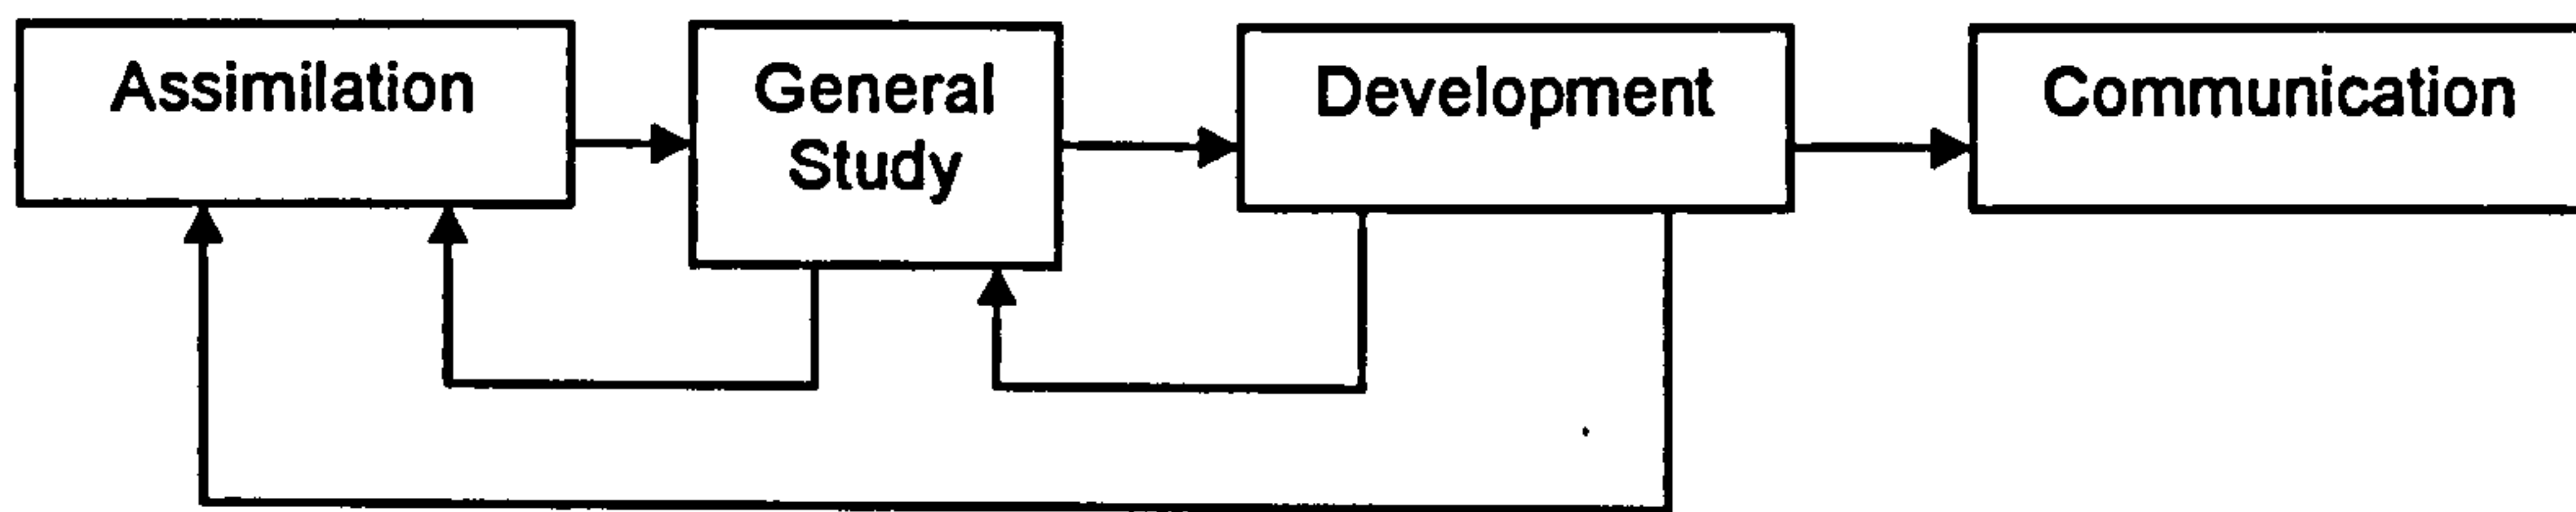 Assimilation
General
Study
Development
Communication